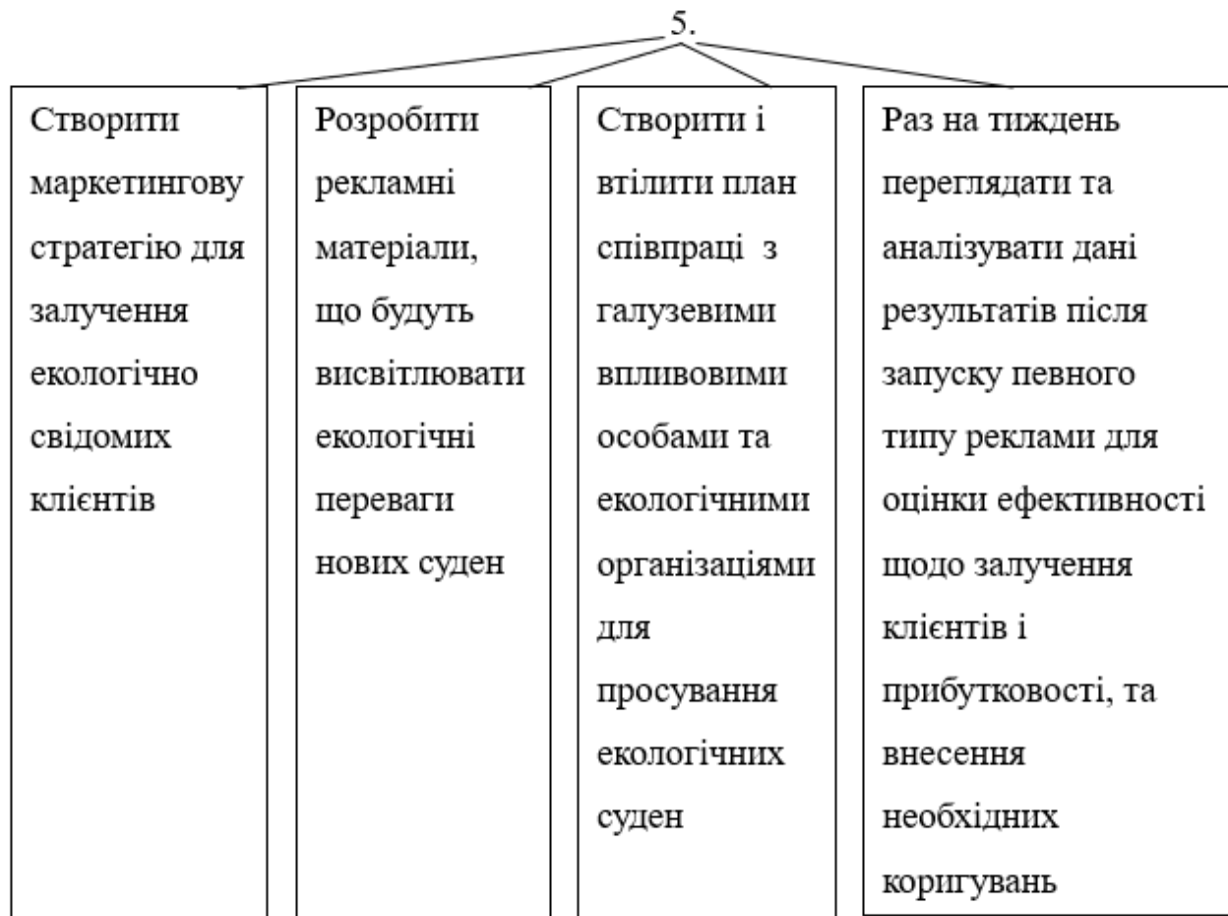 5.
Створити
маркетингову
стратегію для
залучення
екологічно
свідомих
клієнтів
Розробити
рекламні
матеріали,
що будуть
висвітлювати
екологічні
переваги
нових суден
Створити і
втілити план
співпраці з
галузевими
впливовими
особами та
екологічними
організаціями
для
просування
екологічних
суден
Раз на тиждень
переглядати та
аналізувати дані
результатів після
запуску певного
типу реклами для
оцінки ефективності
щодо залучення
клієнтів і
прибутковості, та
внесення
необхідних
коригувань